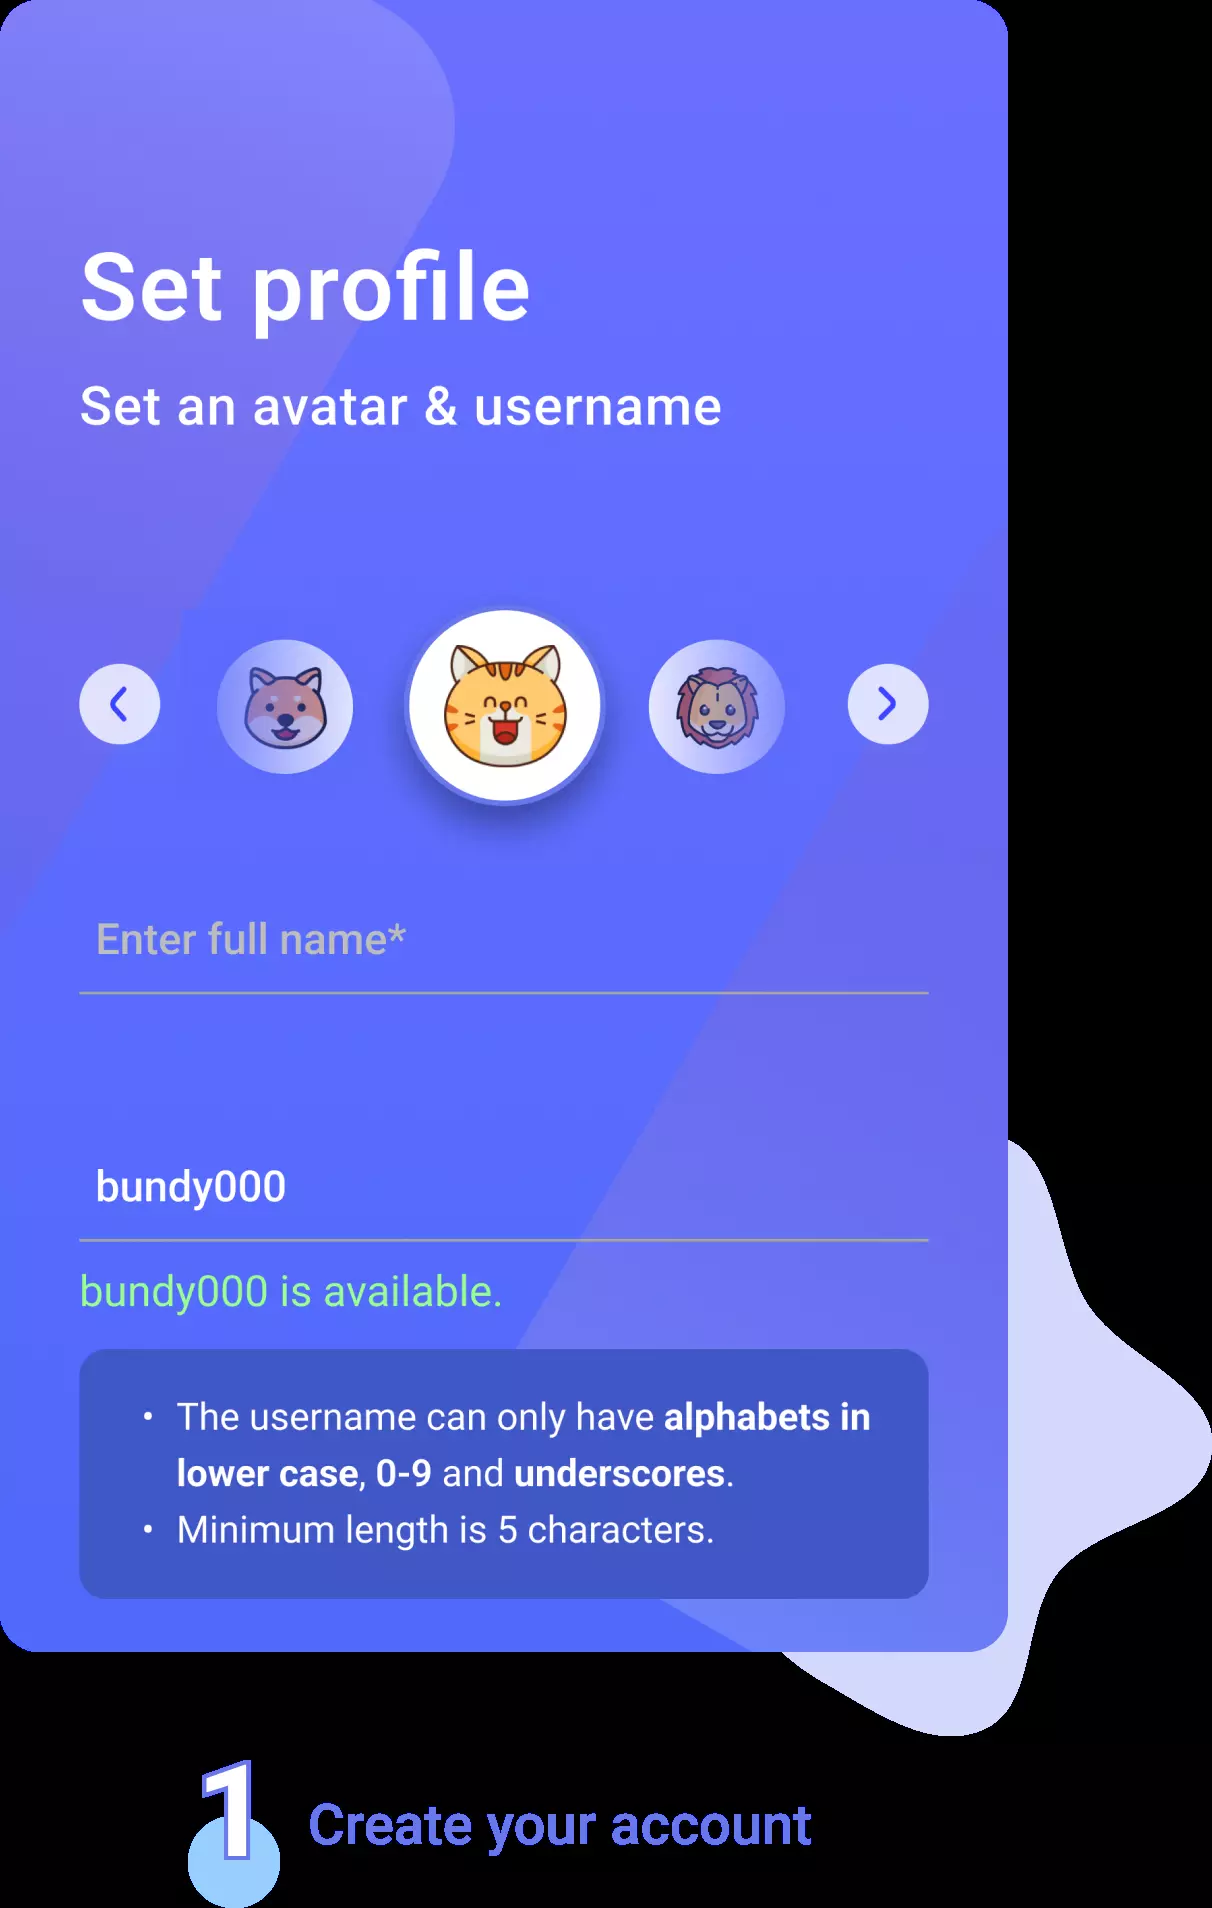 Set profile
Set an avatar & username
Enter full name*
bundy000
bundy000 is available.
• The username can only have alphabets in
lower case, 0-9 and underscores.
• Minimum length is 5 characters.
1 Create your account